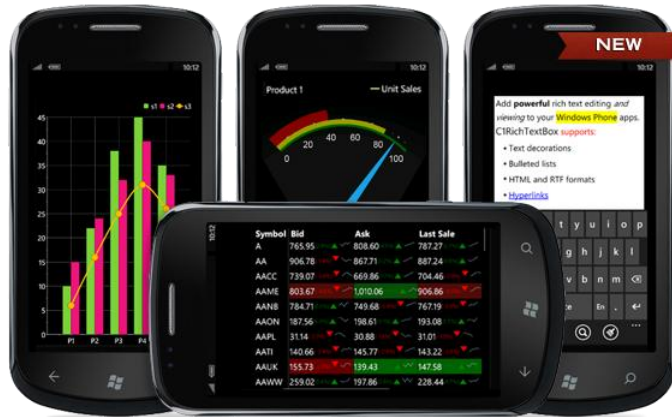 10:12
s1 s2 s3
45
40
35
30
25
20
15
10
5
0
P1 P2 P3 P4
10:12
Product 1
Unit Sales
0 20 40 60 80 100
NEW
10:12
Add powerful rich text editing and
viewing to your Windows Phone apps.
C1RichTextBox supports:
• Text decorations
• Bulleted lists
• HTML and RTF formats
• Hyperlinks
t y u i o p
g h j k l
v b n m
En .
10:12
Symbol Bid Ask Last Sale
A 765.95 808.60 787.27
AA 906.78 867.71 887.24
AACC 739.07 669.86 704.46
AAME 803.67 1,010.06 906.86
AANB 784.71 749.68 767.19
AAON 187.56 198.61 193.08
AAPL 31.14 30.88 31.01
AATI 140.66 145.77 143.22
AAUK 155.73 139.43 147.58
AAWW 259.02 197.86 228.44